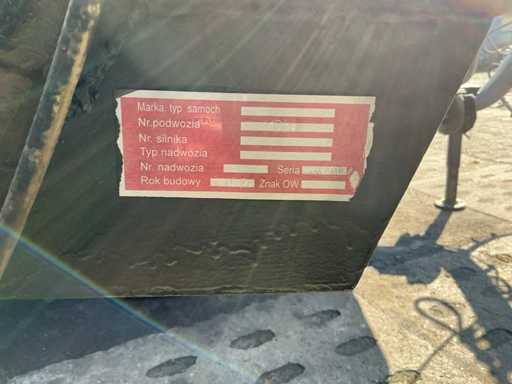 Marka, typ samoch
Nr.podwozia
Nr. silnika
Typ nadwozia
Nr. nadwozia Seria
Rok budowy Znak OW